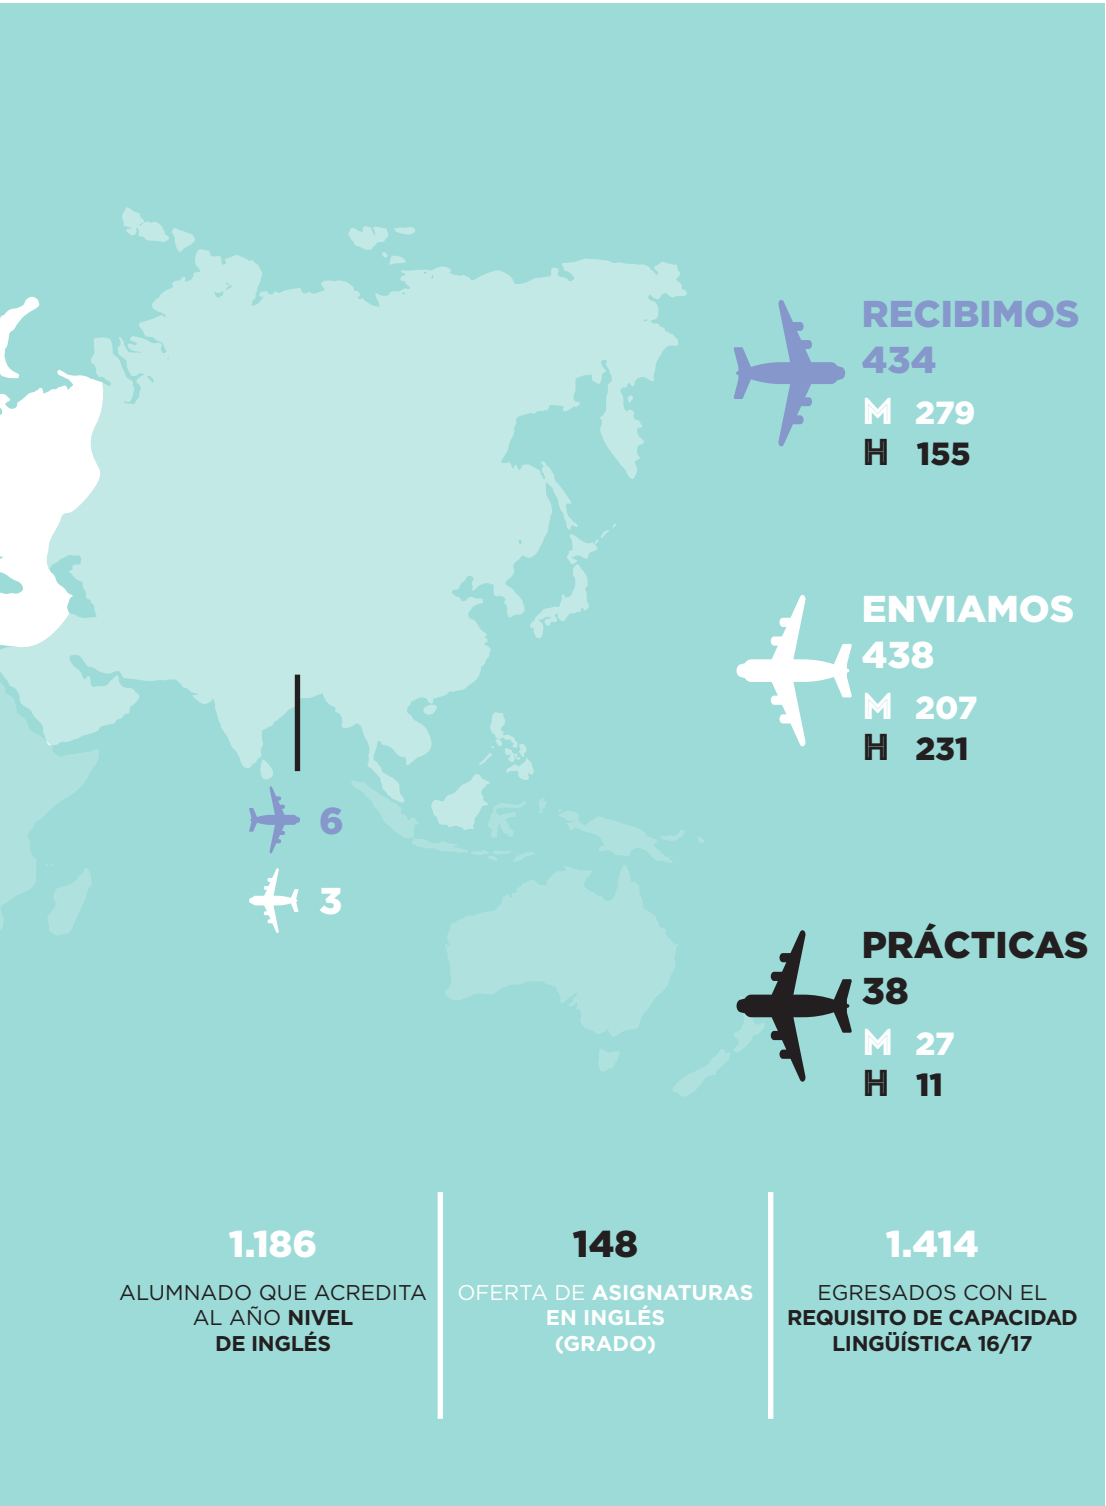 RECIBIMOS
434
M 279
H 155
ENVIAMOS
438
M 207
H 231
6
3
PRÁCTICAS
38
M 27
H 11
1.186
ALUMNADO QUE ACREDITA
AL AÑO NIVEL
DE INGLÉS
148
OFERTA DE ASIGNATURAS
EN INGLÉS
(GRADO)
1.414
EGRESADOS CON EL
REQUISITO DE CAPACIDAD
LINGÜÍSTICA 16/17